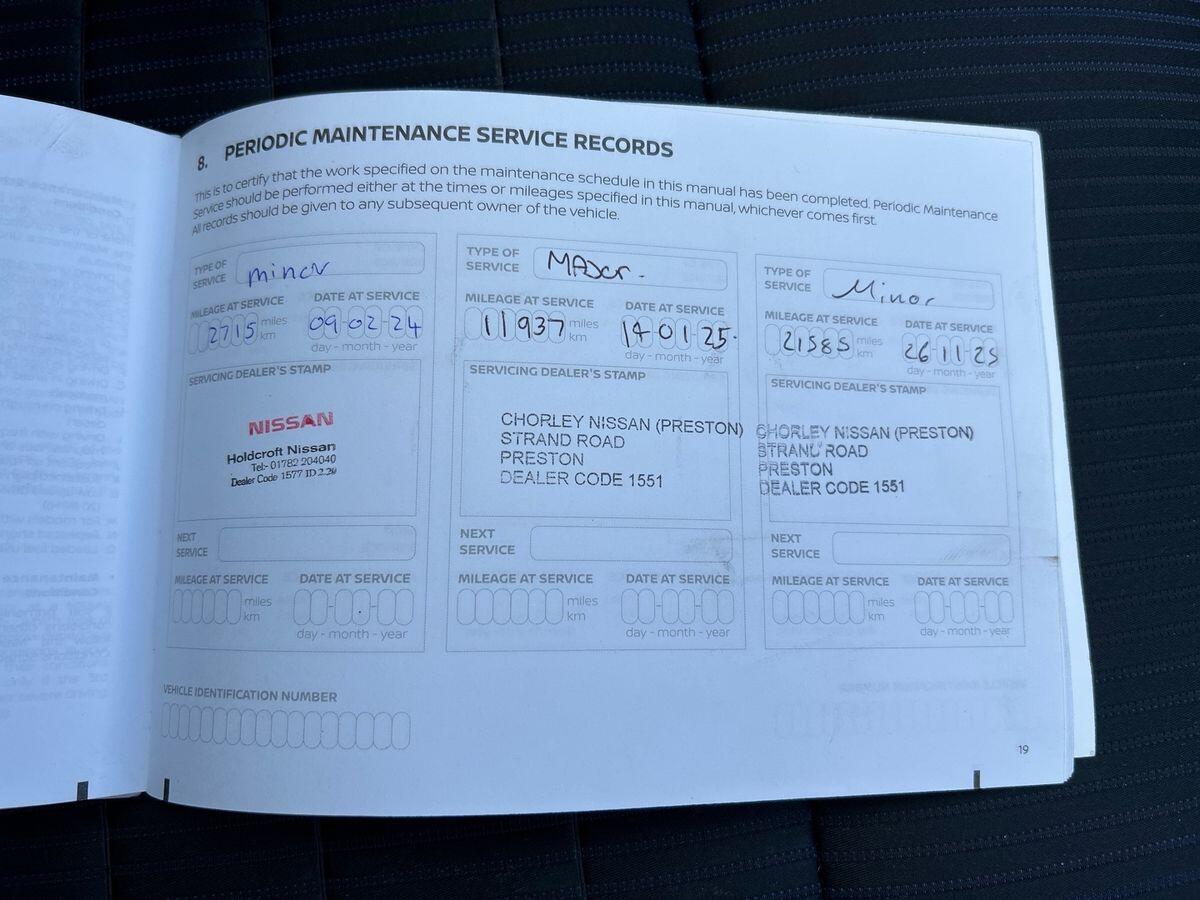 8. PERIODIC MAINTENANCE SERVICE RECORDS
This is to certify that the work specified on the maintenance schedule in this manual has been completed. Periodic Maintenance
Service should be performed either at the times or mileages specified in this manual, whichever comes first.
All records should be given to any subsequent owner of the vehicle.
TYPE OF SERVICE minor
MILEAGE AT SERVICE DATE AT SERVICE
2715 miles km 09-02-24
day - month - year
SERVICING DEALER'S STAMP
NISSAN
Holdcroft Nissan
Tel:- 01782 204040
Dealer Code 1577
NEXT SERVICE
MILEAGE AT SERVICE DATE AT SERVICE
miles km
day - month - year
TYPE OF SERVICE MAJOR.
MILEAGE AT SERVICE DATE AT SERVICE
11937 miles km 14-01-25.
day - month - year
SERVICING DEALER'S STAMP
CHORLEY NISSAN (PRESTON)
STRAND ROAD
PRESTON
DEALER CODE 1551
NEXT SERVICE
MILEAGE AT SERVICE DATE AT SERVICE
miles km
day - month - year
TYPE OF SERVICE Minor
MILEAGE AT SERVICE DATE AT SERVICE
21585 miles km 26-11-25
day - month - year
SERVICING DEALER'S STAMP
CHORLEY NISSAN (PRESTON)
STRAND ROAD
PRESTON
DEALER CODE 1551
NEXT SERVICE
MILEAGE AT SERVICE DATE AT SERVICE
miles km
day - month - year
VEHICLE IDENTIFICATION NUMBER
19